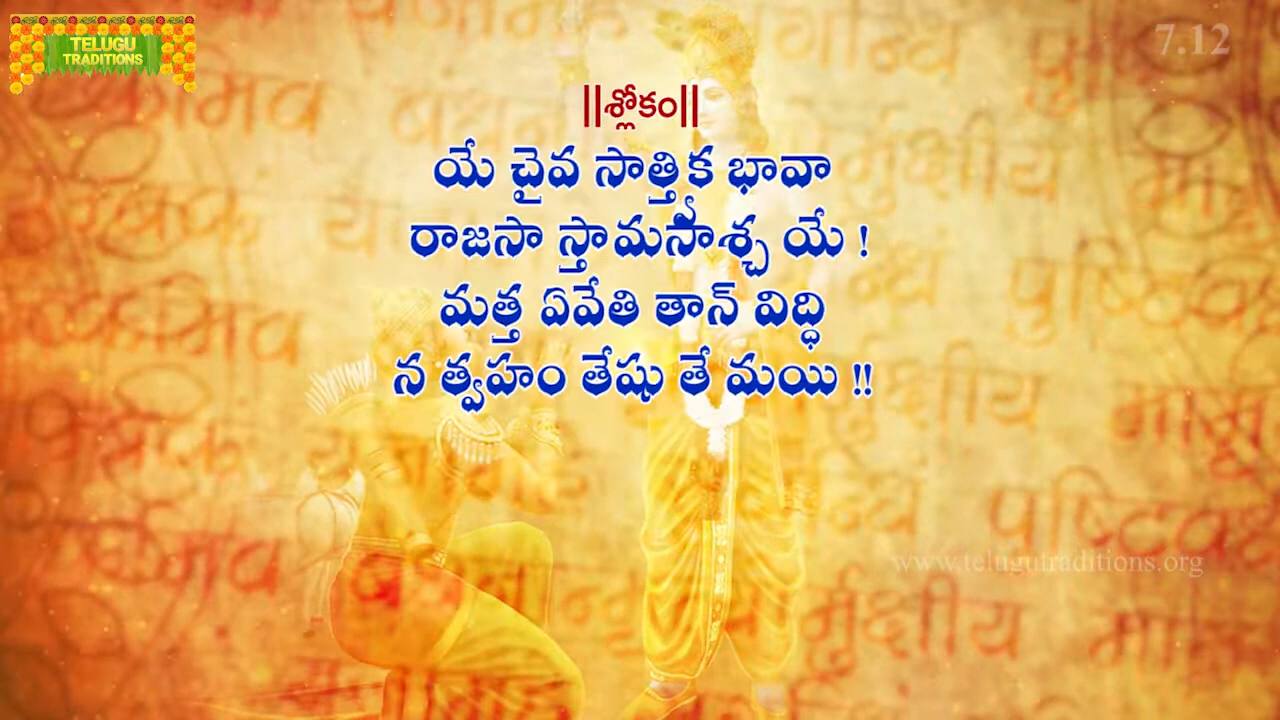 TELUGU
TRADITIONS
7.12
||శ్లోకం||
యే చైవ సాత్త్విక భావా
రాజసా స్తామసాశ్చ యే !
మత్త ఏవేతి తాన్ విద్ధి
న త్వహం తేషు తే మయి !!
www.telugutraditions.org